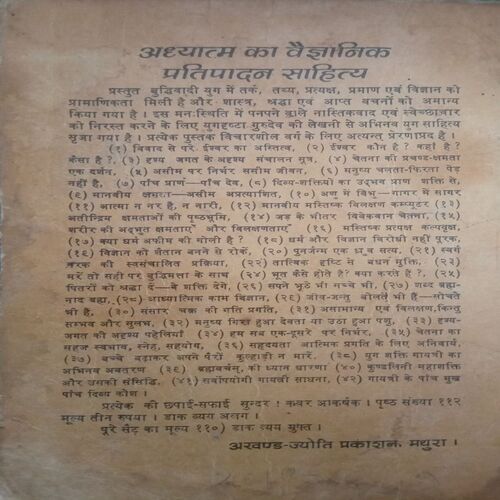 अध्यात्म का वैज्ञानिक
प्रतिपादन साहित्य
प्रस्तुत बुद्धिवादी युग में तर्क, तथ्य, प्रत्यक्ष, प्रमाण एवं विज्ञान को
प्रामाणिकता मिली है और शास्त्र, श्रद्धा एवं आप्त वचनों को अमान्य
किया गया है । इस मनःस्थिति में पनपने वाले नास्तिकवाद एवं स्वेच्छाचार
को निरस्त करने के लिए युगदृष्टा गुरुदेव की लेखनी से अभिनव युग साहित्य
सृजा गया है । प्रत्येक पुस्तक विचारशील वर्ग के लिए अत्यन्त प्रेरणाप्रद है ।
(१) विवाद से परे ईश्वर का अस्तित्व, (२) ईश्वर कौन है ? कहां है ?
कैसा है ?, (३) दृश्य जगत के अदृश्य संचालन सूत्र, (४) चेतना की प्रचण्ड-क्षमता
एक दर्शन, (५) असीम पर निर्भर ससीम जीवन, (६) मनुष्य चलता-फिरता पेड़
नहीं है, (७) पांच प्राण-पाँच देव, (८) दिव्य-शक्तियों का उद्भव प्राण शक्ति से,
(९) मानवीय क्षमता-असीम अप्रत्याशित, (१०) अणु में विभु-गागर में सागर
(११) आत्मा न नर है, न नारी, (१२) मानवीय मस्तिष्क विलक्षण कम्प्यूटर (१३)
अतीन्द्रिय क्षमताओं की पृष्ठभूमि, (१४) जड़ के भीतर विवेकवान चेतना, (१५)
शरीर की अद्भुत क्षमताएँ और विलक्षणताएँ (१६) मस्तिष्क प्रत्यक्ष कल्पवृक्ष,
(१७) क्या धर्म अफीम की गोली है ? (१८) धर्म और विज्ञान विरोधी नहीं पूरक,
(१९) विज्ञान को शैतान बनने से रोकें, (२०) पुनर्जन्म एक ध्रुव सत्य, (२१) स्वर्ग
नरक की स्वसंचालित प्रक्रिया, (२२) तात्विक दृष्टि से बंधन मुक्ति, (२३)
मरें तो सही पर बुद्धिमत्ता के साथ (२४) भूत कैसे होते हैं? क्या करते हैं?, (२५)
पितरों को श्रद्धा दें-वे शक्ति देंगे, (२६) सपने झूठे भी सच्चे भी, (२७) शब्द ब्रह्म-
नाद ब्रह्म,(२८) आध्यात्मिक काम विज्ञान, (२९) जीव-जन्तु बोलते भी हैं-सोचते
भी हैं, (३०) संसार चक्र की गति प्रगति, (३१) असामान्य एवं विलक्षण,किन्तु
सम्भव और सुलभ, (३२) मनुष्य गिरा हुआ देवता या उठा हुआ पशु, (३३) दृश्य-
जगत की अदृश्य पहेलियाँ (३४) हम सब एक-दूसरे पर निर्भर, (३५) चेतना का
सहज स्वभाव, स्नेह, सहयोग, (३६) सहृदयता आत्मिक प्रगति के लिए अनिवार्य,
(३७) बच्चे बढ़ाकर अपने पैरों कुल्हाड़ी न मारें. (३८) युग शक्ति गायत्री का
अभिनव अवतरण (३९) ब्रह्मवर्चस्, की ध्यान धारणा (४०) कुण्डलिनी महाशक्ति
और उसकी संसिद्धि, (४१) सर्वोपयोगी गायत्री साधना, (४२) गायत्री के पाँच मुख
पांच दिव्य कोश ।
प्रत्येक की छपाई-सफाई सुन्दर ! कवर आकर्षक । पृष्ठ संख्या ११२
मूल्य तीन रुपया । डाक व्यय अलग ।
पूरे सैट का मूल्य ११०) डाक व्यय मुफ्त ।
अखण्ड-ज्योति प्रकाशन, मथुरा ।